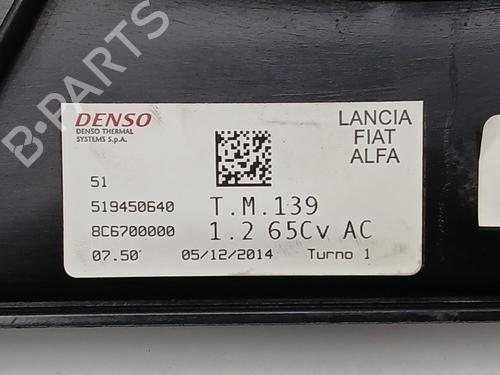 B-PARTS
DENSO
DENSO THERMAL
SYSTEMS S.p.A.
LANCIA
FIAT
ALFA
51
519450640 T.M.139
8C6700000 1.2 65Cv AC
07.50 05/12/2014 Turno 1